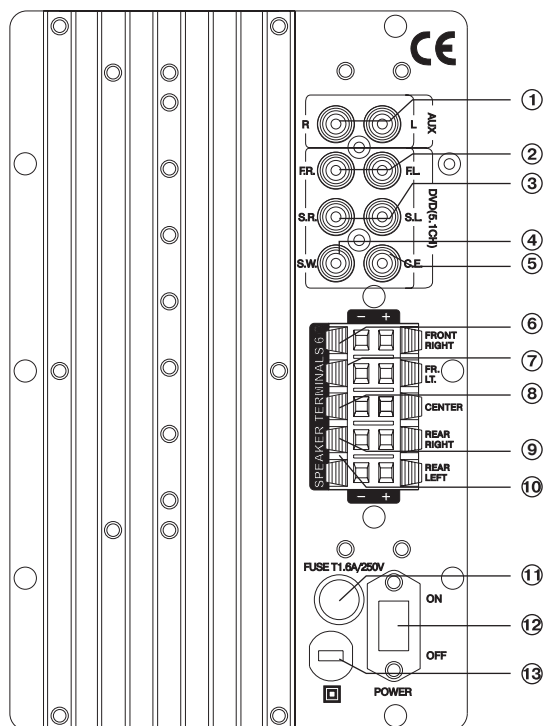 CE
R
L
AUX
①
F.R.
F.L.
②
S.R.
S.L.
③
DVD(5.1CH)
④
S.W.
C.E.
⑤
− +
SPEAKER TERMINALS 6
⑥
FRONT
RIGHT
⑦
FR.
LT.
⑧
CENTER
REAR
RIGHT
⑨
REAR
LEFT
⑩
− +
FUSE T1.6A/250V
⑪
ON
⑫
OFF
⑬
POWER